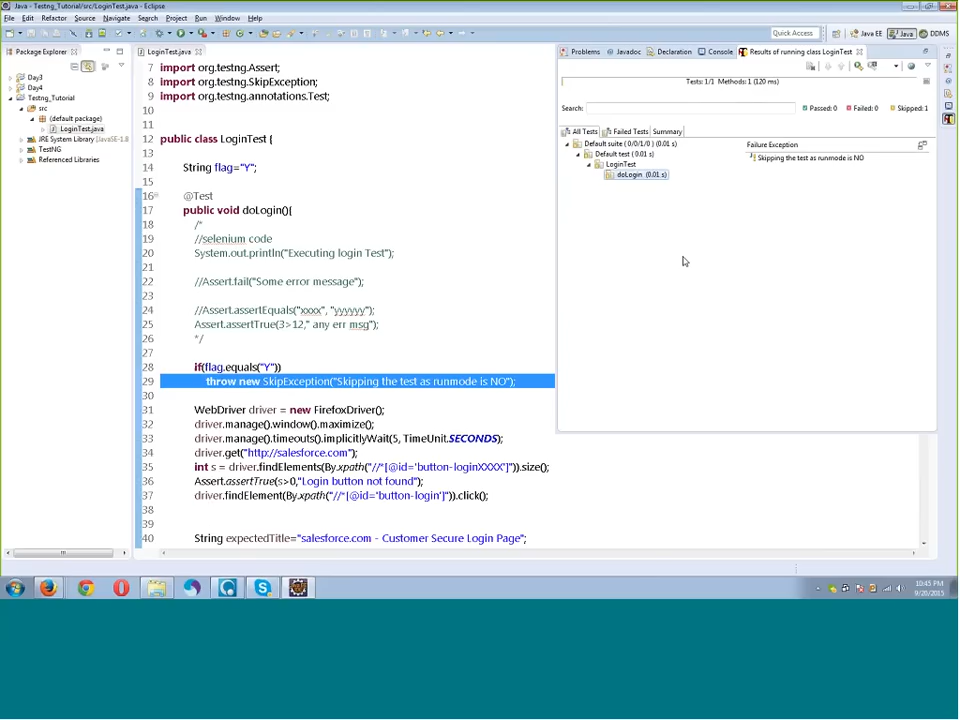 Java - Testng_Tutorial/src/LoginTest.java - Eclipse
File Edit Refactor Source Navigate Search Project Run Window Help
Quick Access Java EE Java DDMS
Package Explorer
Day3
Day4
Testng_Tutorial
src
(default package)
LoginTest.java
JRE System Library [JavaSE-1.8
TestNG
Referenced Libraries
LoginTest.java
7 import org.testng.Assert;
8 import org.testng.SkipException;
9 import org.testng.annotations.Test;
10
11
12 public class LoginTest {
13
14 String flag="Y";
15
16 @Test
17 public void doLogin(){
18 /*
19 //selenium code
20 System.out.println("Executing login Test");
21
22 //Assert.fail("Some error message");
23
24 //Assert.assertEquals("xxxx", "yyyyyy");
25 Assert.assertTrue(3>12," any err msg");
26 */
27
28 if(flag.equals("Y"))
29 throw new SkipException("Skipping the test as runmode is NO");
30
31 WebDriver driver = new FirefoxDriver();
32 driver.manage().window().maximize();
33 driver.manage().timeouts().implicitlyWait(5, TimeUnit.SECONDS);
34 driver.get("http://salesforce.com");
35 int s = driver.findElements(By.xpath("//*[@id='button-loginXXXX']")).size();
36 Assert.assertTrue(s>0,"Login button not found");
37 driver.findElement(By.xpath("//*[@id='button-login']")).click();
38
39
40 String expectedTitle="salesforce.com - Customer Secure Login Page";
Problems Javadoc Declaration Console Results of running class LoginTest
Tests: 1/1 Methods: 1 (120 ms)
Search: Passed: 0 Failed: 0 Skipped: 1
All Tests Failed Tests Summary
Default suite ( 0/0/1/0 ) (0.01 s)
Default test ( 0.01 s)
LoginTest
doLogin (0.01 s)
Failure Exception
Skipping the test as runmode is NO
10:45 PM
9/20/2015